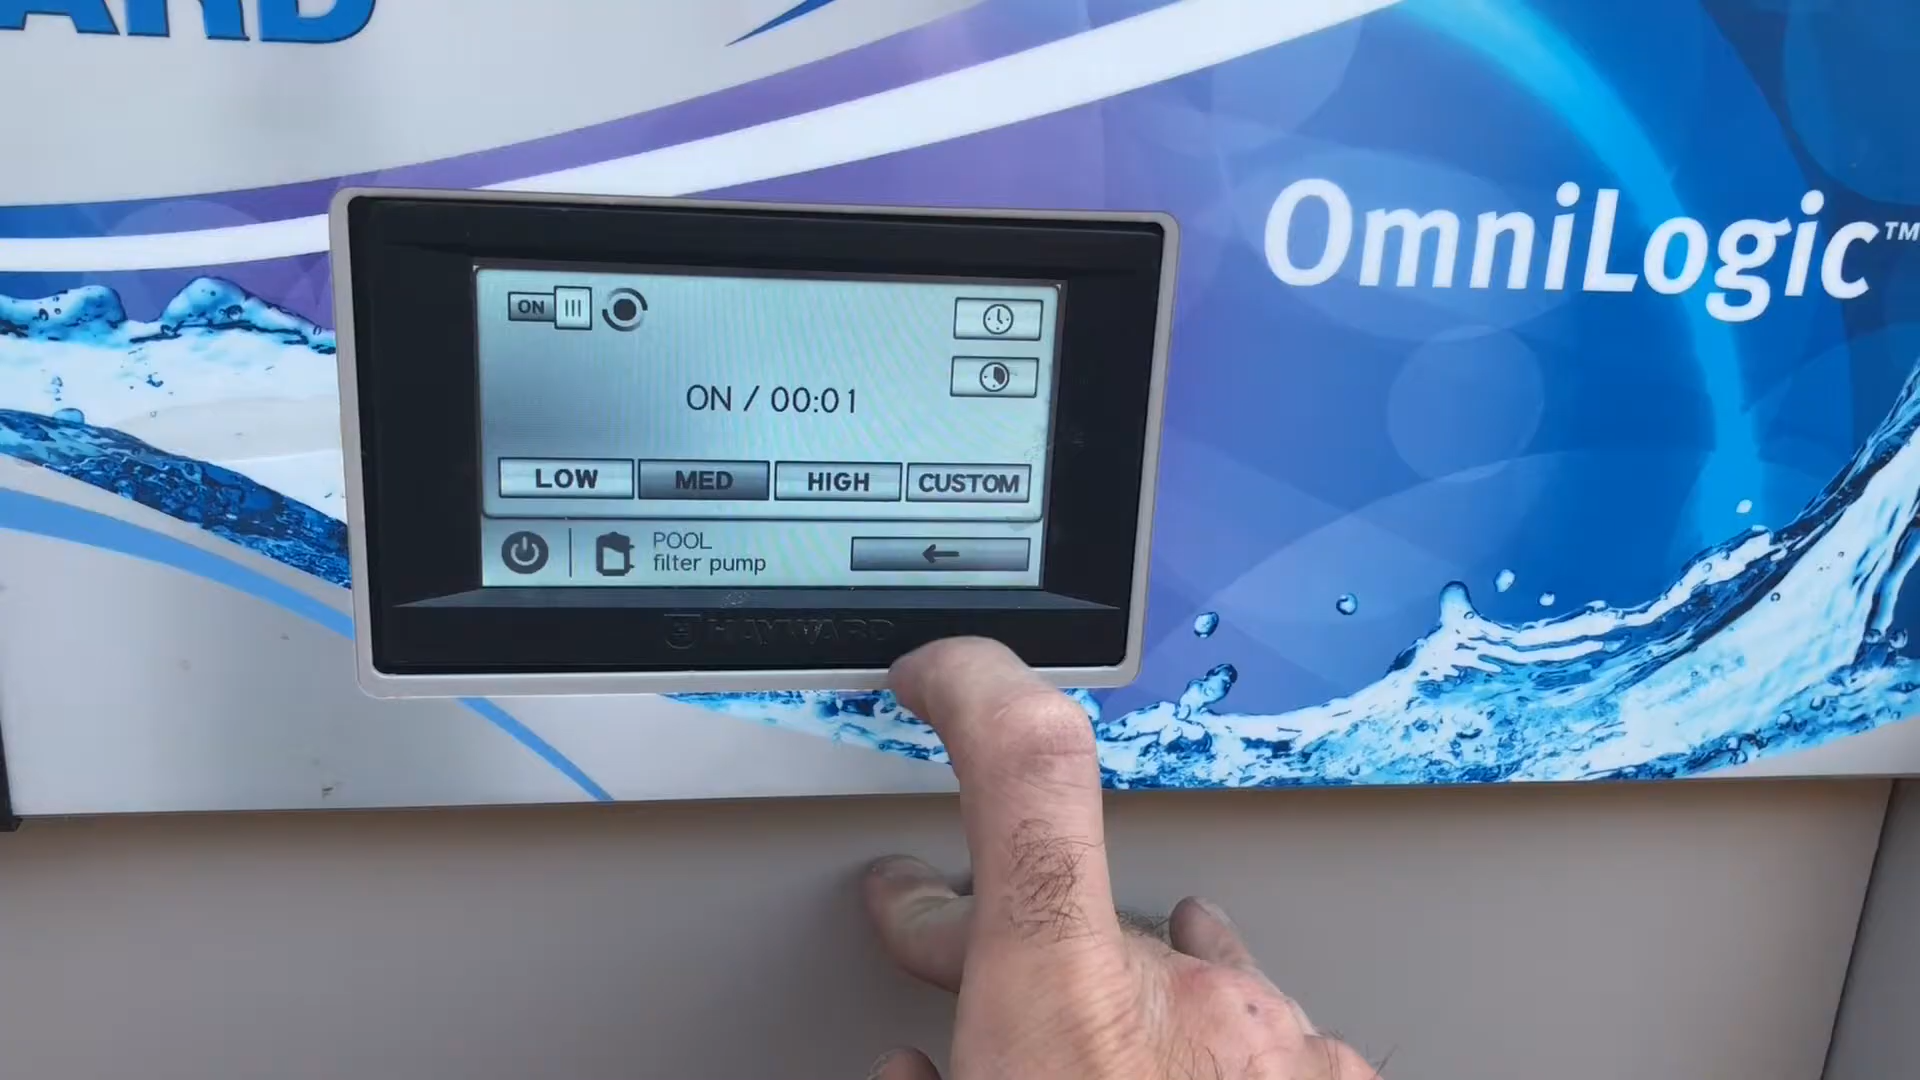 ARD
OmniLogic™
ON
ON / 00:01
LOW MED HIGH CUSTOM
POOL
filter pump
HAYWARD